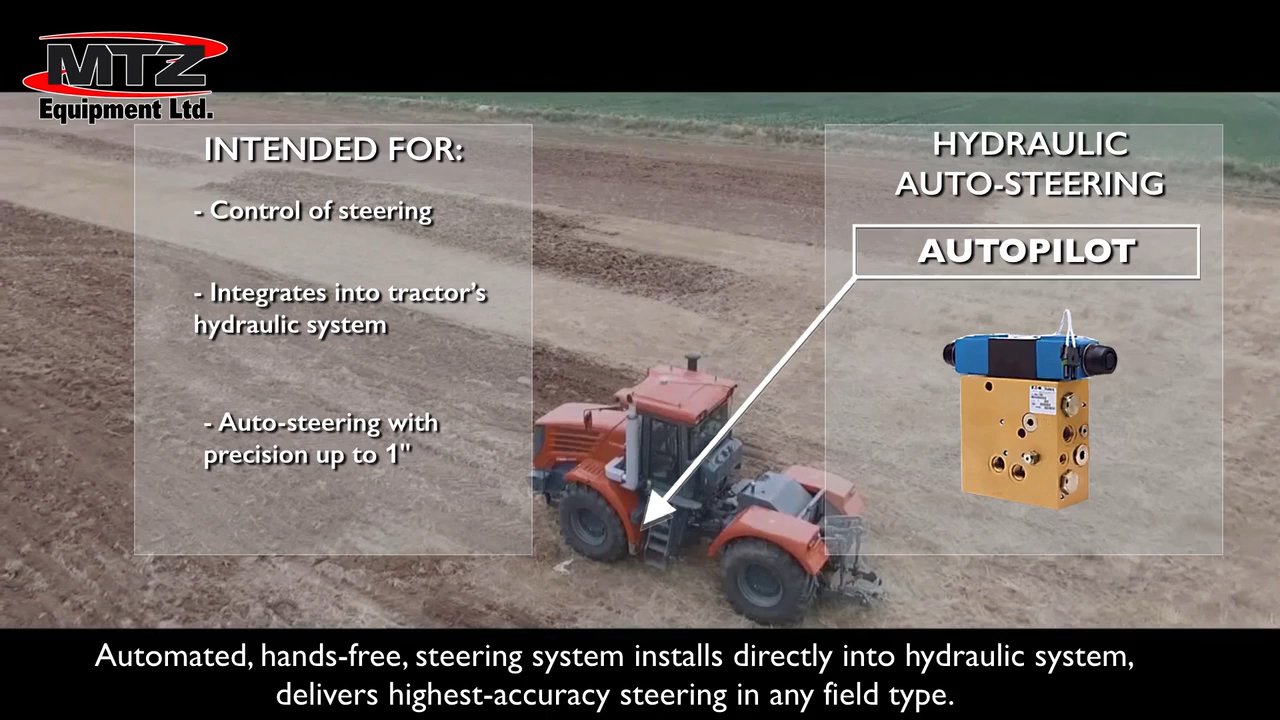 MTZ
Equipment Ltd.
INTENDED FOR:
- Control of steering
- Integrates into tractor's
hydraulic system
- Auto-steering with
precision up to 1"
HYDRAULIC
AUTO-STEERING
AUTOPILOT
Automated, hands-free, steering system installs directly into hydraulic system,
delivers highest-accuracy steering in any field type.